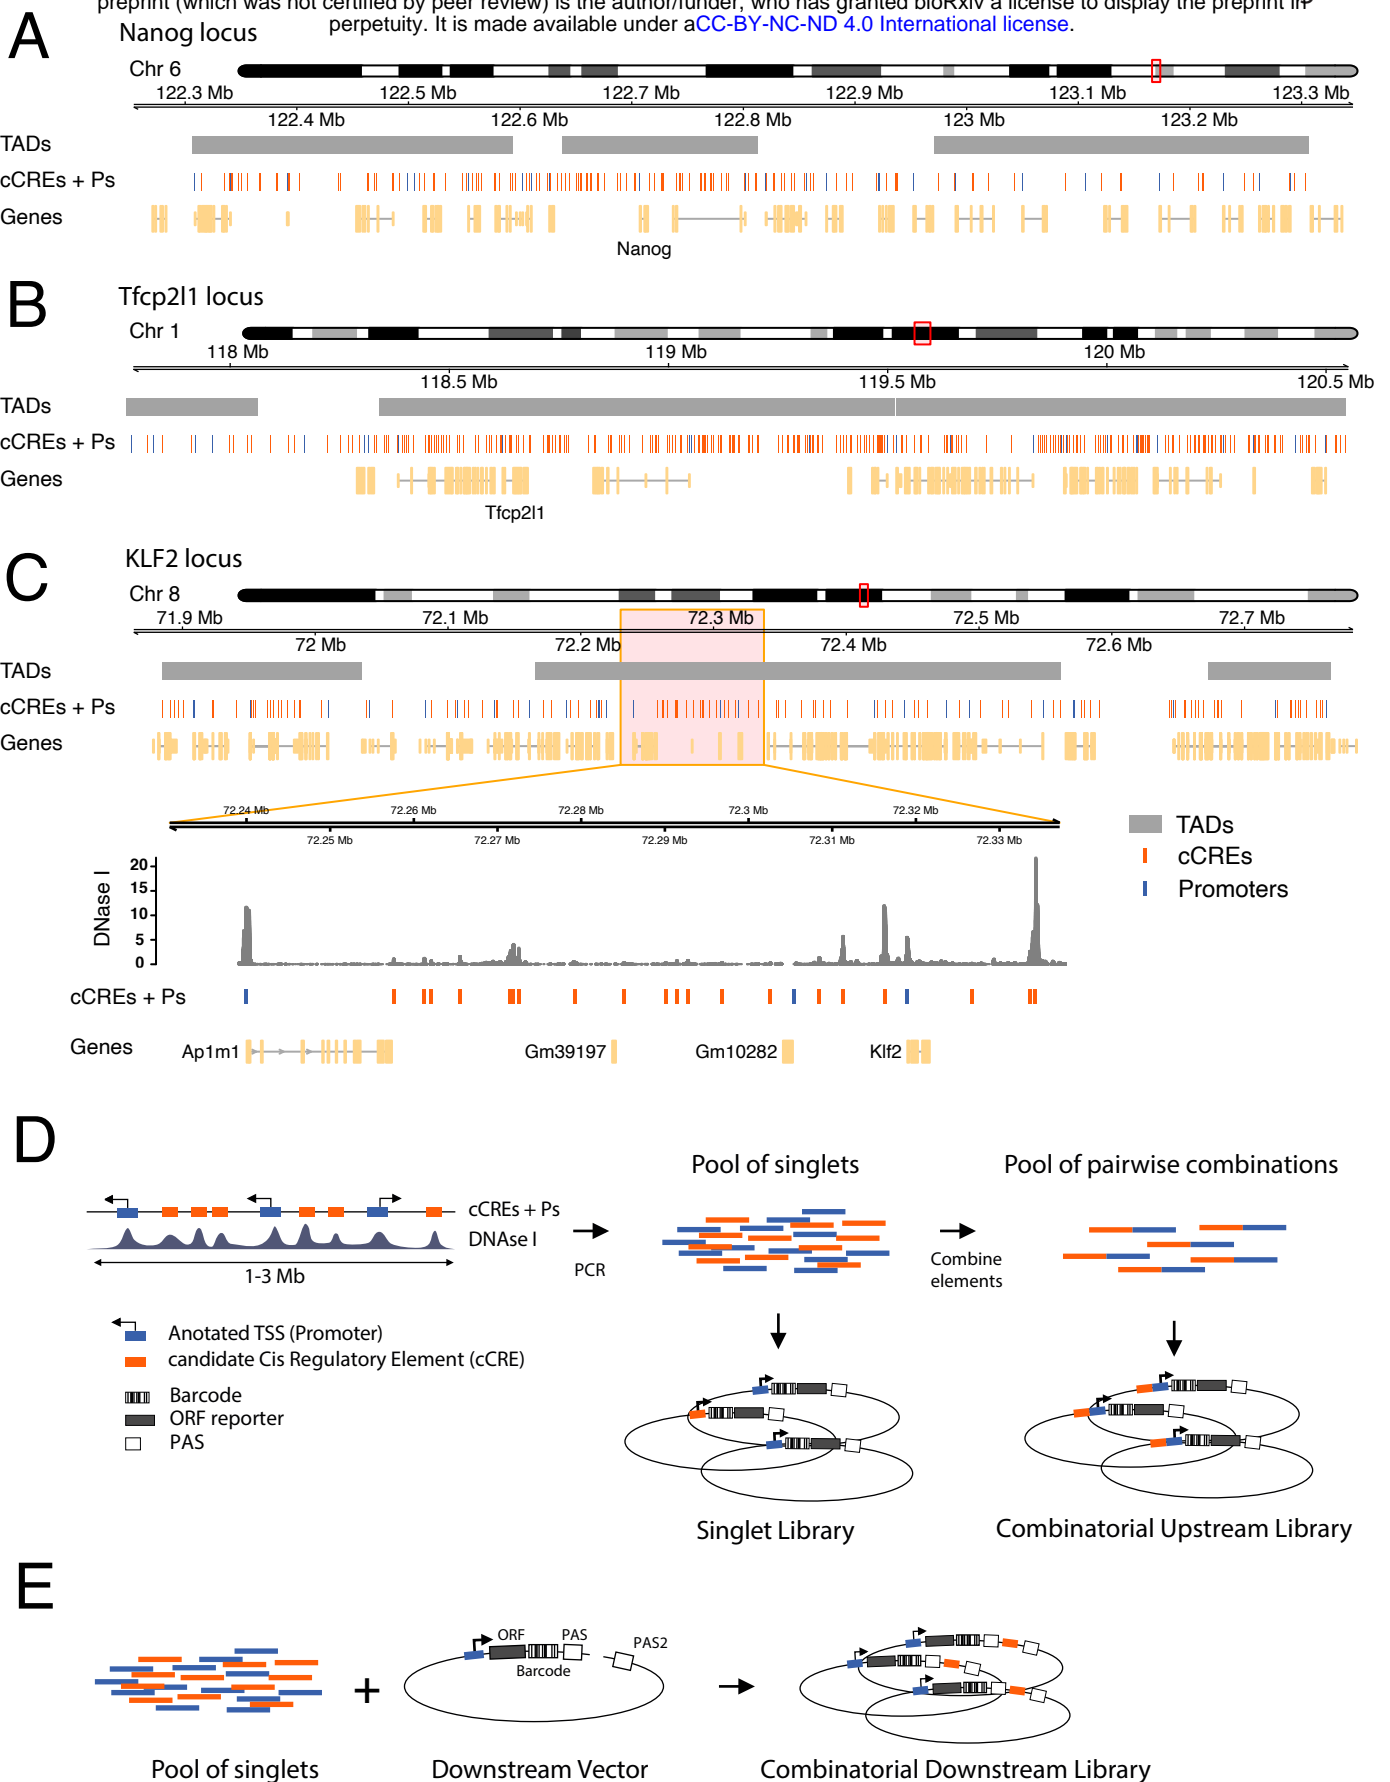 preprint (which was not certified by peer review) is the author/funder, who has granted bioRxiv a license to display the preprint in
perpetuity. It is made available under aCC-BY-NC-ND 4.0 International license.
A
Nanog locus
Chr 6
122.3 Mb 122.5 Mb 122.7 Mb 122.9 Mb 123.1 Mb 123.3 Mb
122.4 Mb 122.6 Mb 122.8 Mb 123 Mb 123.2 Mb
TADs
cCREs + Ps
Genes
Nanog
B
Tfcp2l1 locus
Chr 1
118 Mb 119 Mb 120 Mb
118.5 Mb 119.5 Mb 120.5 Mb
TADs
cCREs + Ps
Genes
Tfcp2l1
C
KLF2 locus
Chr 8
71.9 Mb 72.1 Mb 72.3 Mb 72.5 Mb 72.7 Mb
72 Mb 72.2 Mb 72.4 Mb 72.6 Mb
TADs
cCREs + Ps
Genes
72.24 Mb 72.26 Mb 72.28 Mb 72.3 Mb 72.32 Mb
72.25 Mb 72.27 Mb 72.29 Mb 72.31 Mb 72.33 Mb
TADs
cCREs
Promoters
DNase I
20
15
10
5
0
cCREs + Ps
Genes
Ap1m1 Gm39197 Gm10282 Klf2
D
Pool of singlets
Pool of pairwise combinations
cCREs + Ps
DNAse I
1-3 Mb
PCR
Combine
elements
Anotated TSS (Promoter)
candidate Cis Regulatory Element (cCRE)
Barcode
ORF reporter
PAS
Singlet Library
Combinatorial Upstream Library
E
ORF PAS PAS2
Barcode
+
Pool of singlets
Downstream Vector
Combinatorial Downstream Library